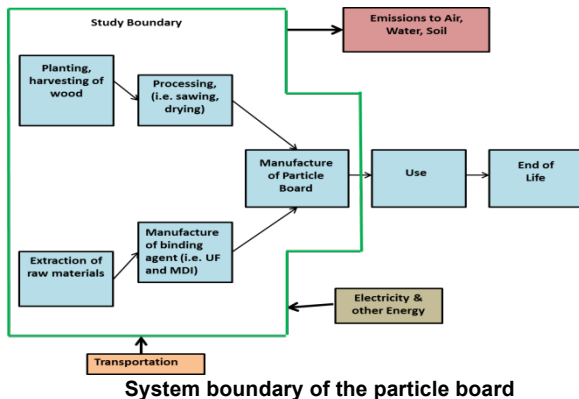 Study Boundary
Emissions to Air,
Water, Soil
Planting,
harvesting of
wood
Processing,
(i.e. sawing,
drying)
Manufacture
of Particle
Board
Use
End of
Life
Extraction of
raw materials
Manufacture
of binding
agent (i.e. UF
and MDI)
Electricity &
other Energy
Transportation
System boundary of the particle board